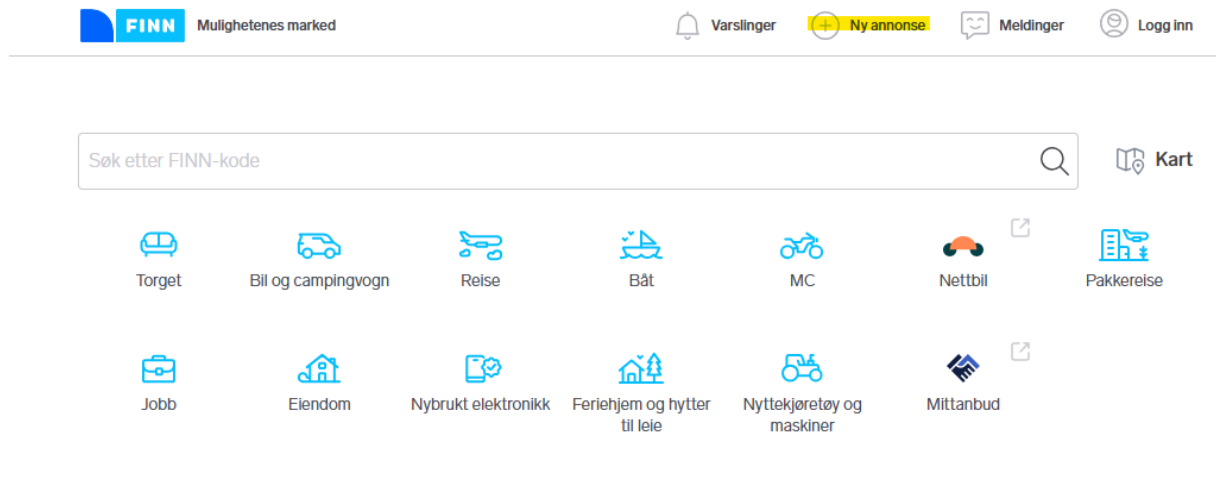 FINN Mulighetenes marked Varslinger Ny annonse Meldinger Logg inn
Søk etter FINN-kode Kart
Torget Bil og campingvogn Reise Båt MC Nettbil Pakkereise
Jobb Eiendom Nybrukt elektronikk Feriehjem og hytter Nyttekjøretøy og Mittanbud
til leie maskiner